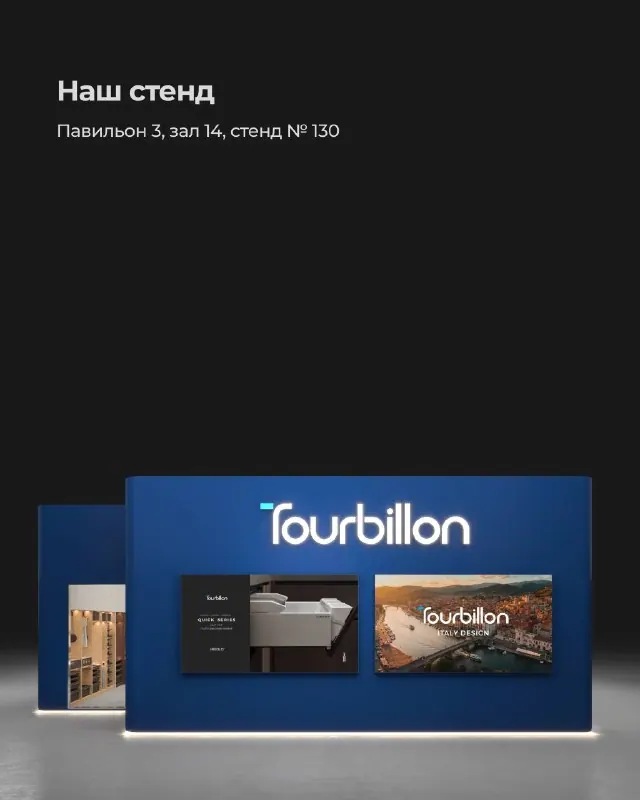 Наш стенд
Павильон 3, зал 14, стенд № 130
Tourbillon
Tourbillon
QUICK SERIES
Tourbillon
ITALY DESIGN